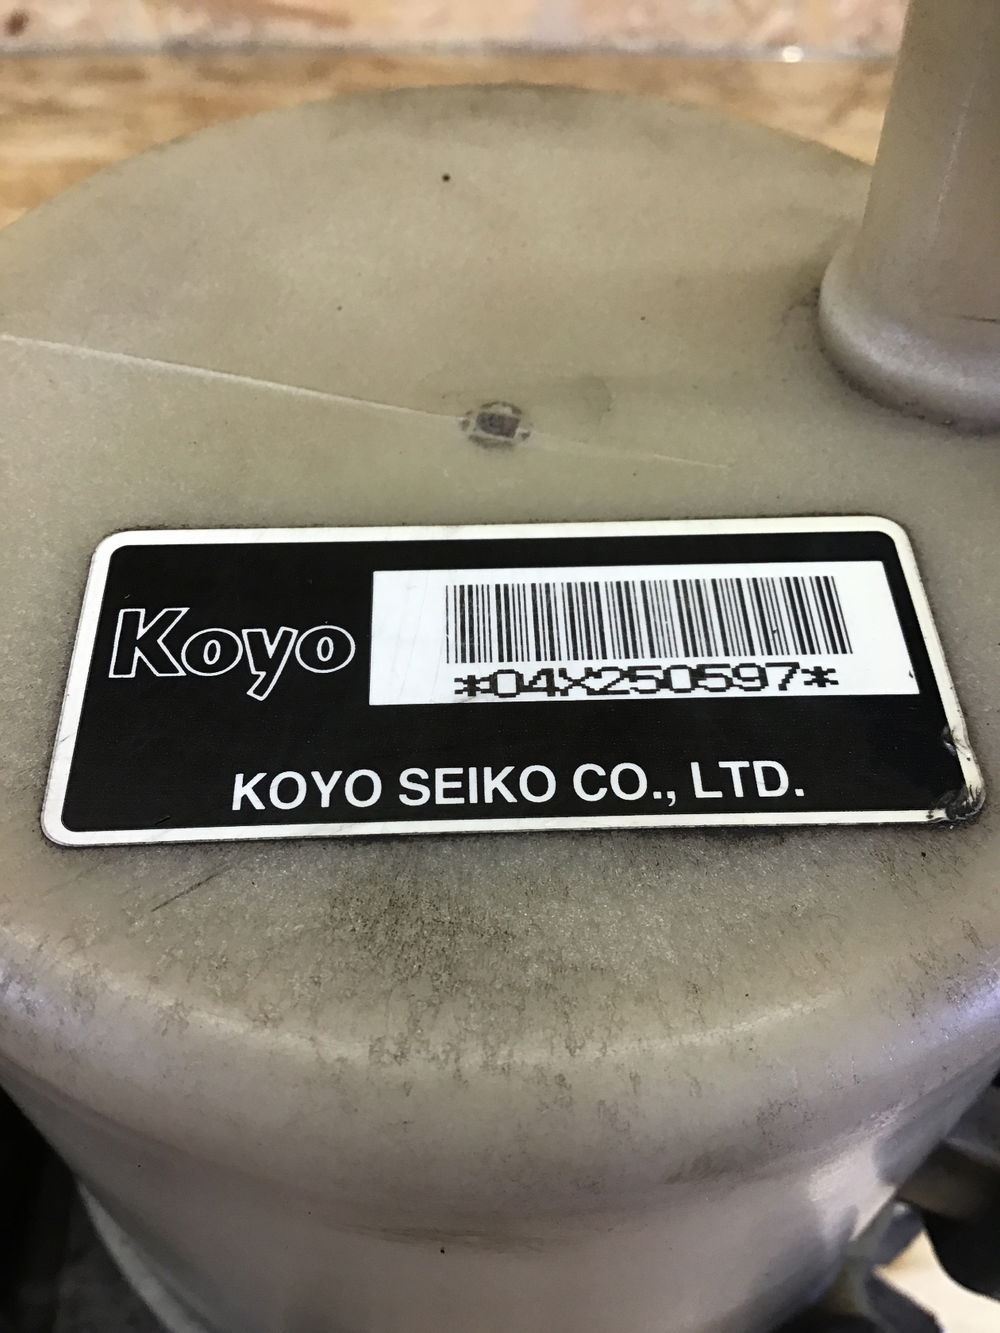 Koyo
*04X250597*
KOYO SEIKO CO., LTD.